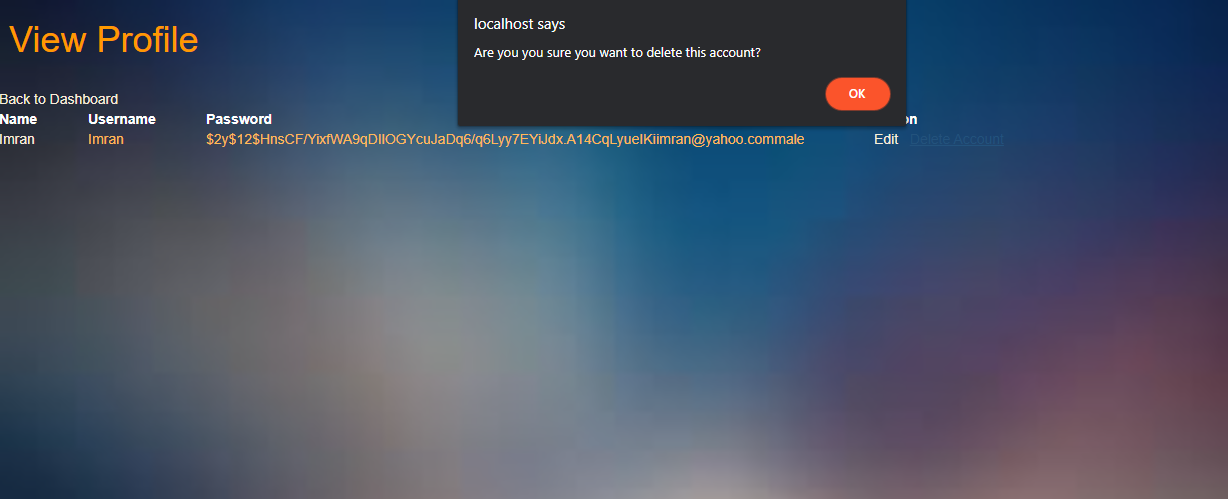 View Profile
localhost says
Are you you sure you want to delete this account?
OK
Back to Dashboard
Name Username Password on
Imran Imran $2y$12$HnsCF/YixfWA9qDIlOGYcuJaDq6/q6Lyy7EYiJdx.A14CqLyueIKiimran@yahoo.commale Edit Delete Account